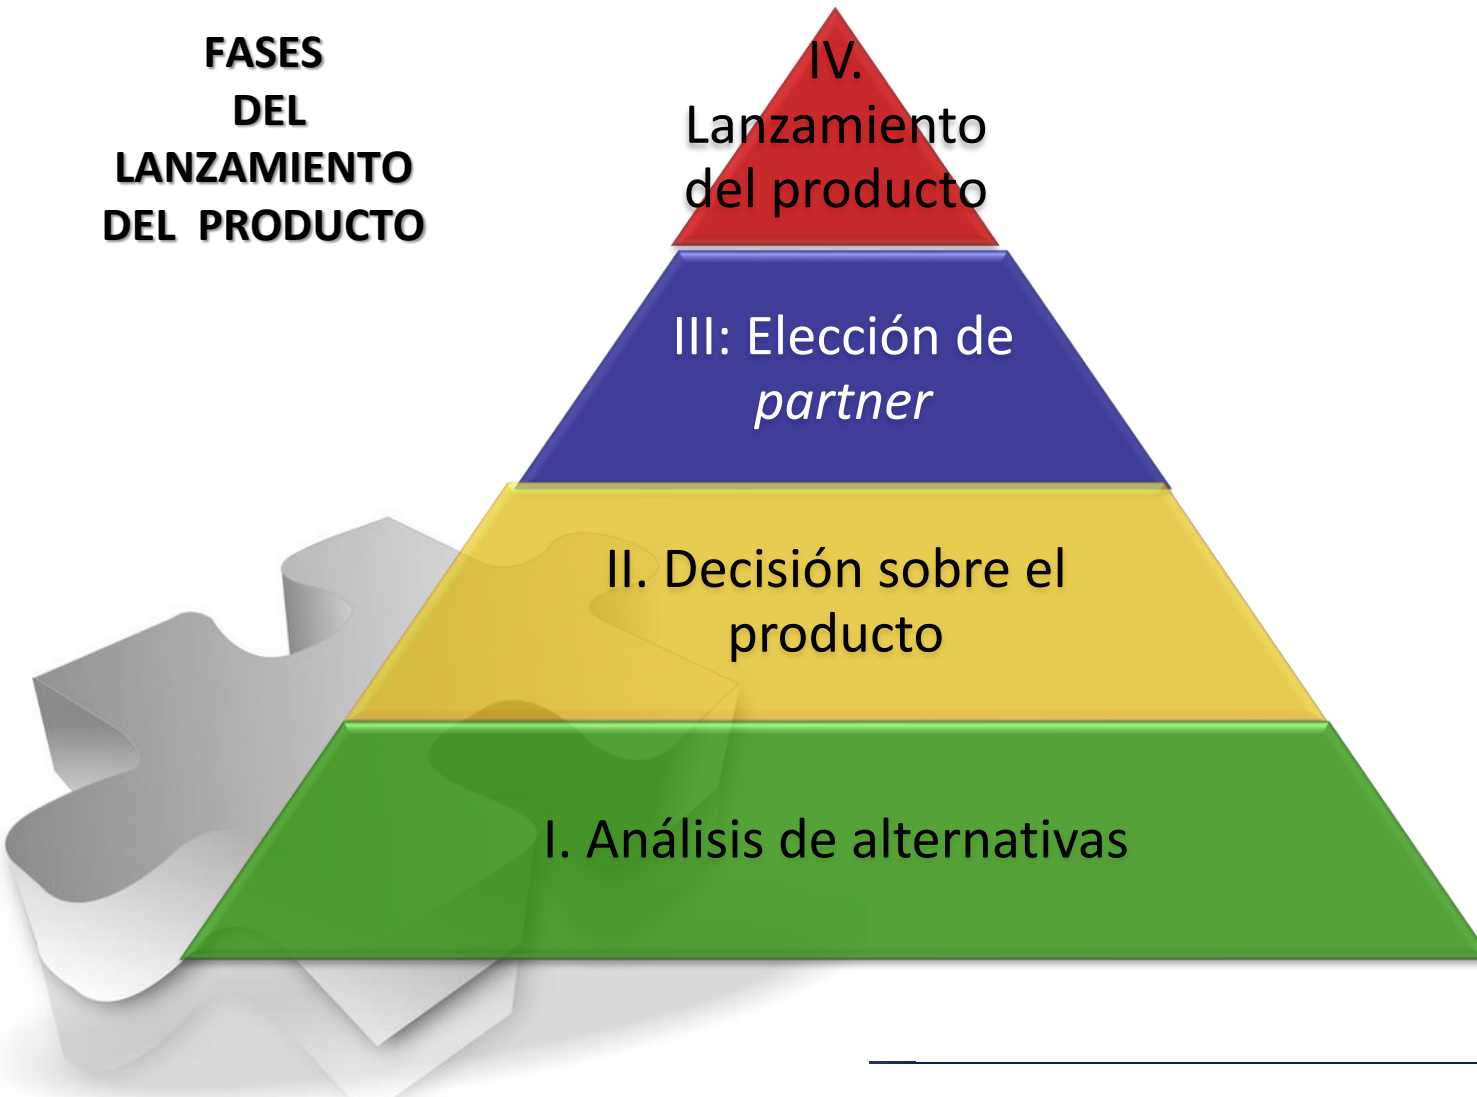 FASES
DEL
LANZAMIENTO
DEL PRODUCTO
IV.
Lanzamiento
del producto
III: Elección de
partner
II. Decisión sobre el
producto
I. Análisis de alternativas